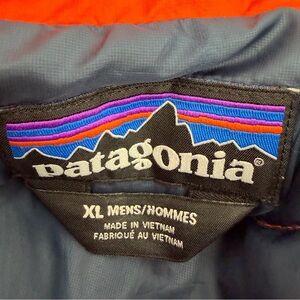 patagonia®
XL MENS/HOMMES
MADE IN VIETNAM
FABRIQUÉ AU VIETNAM